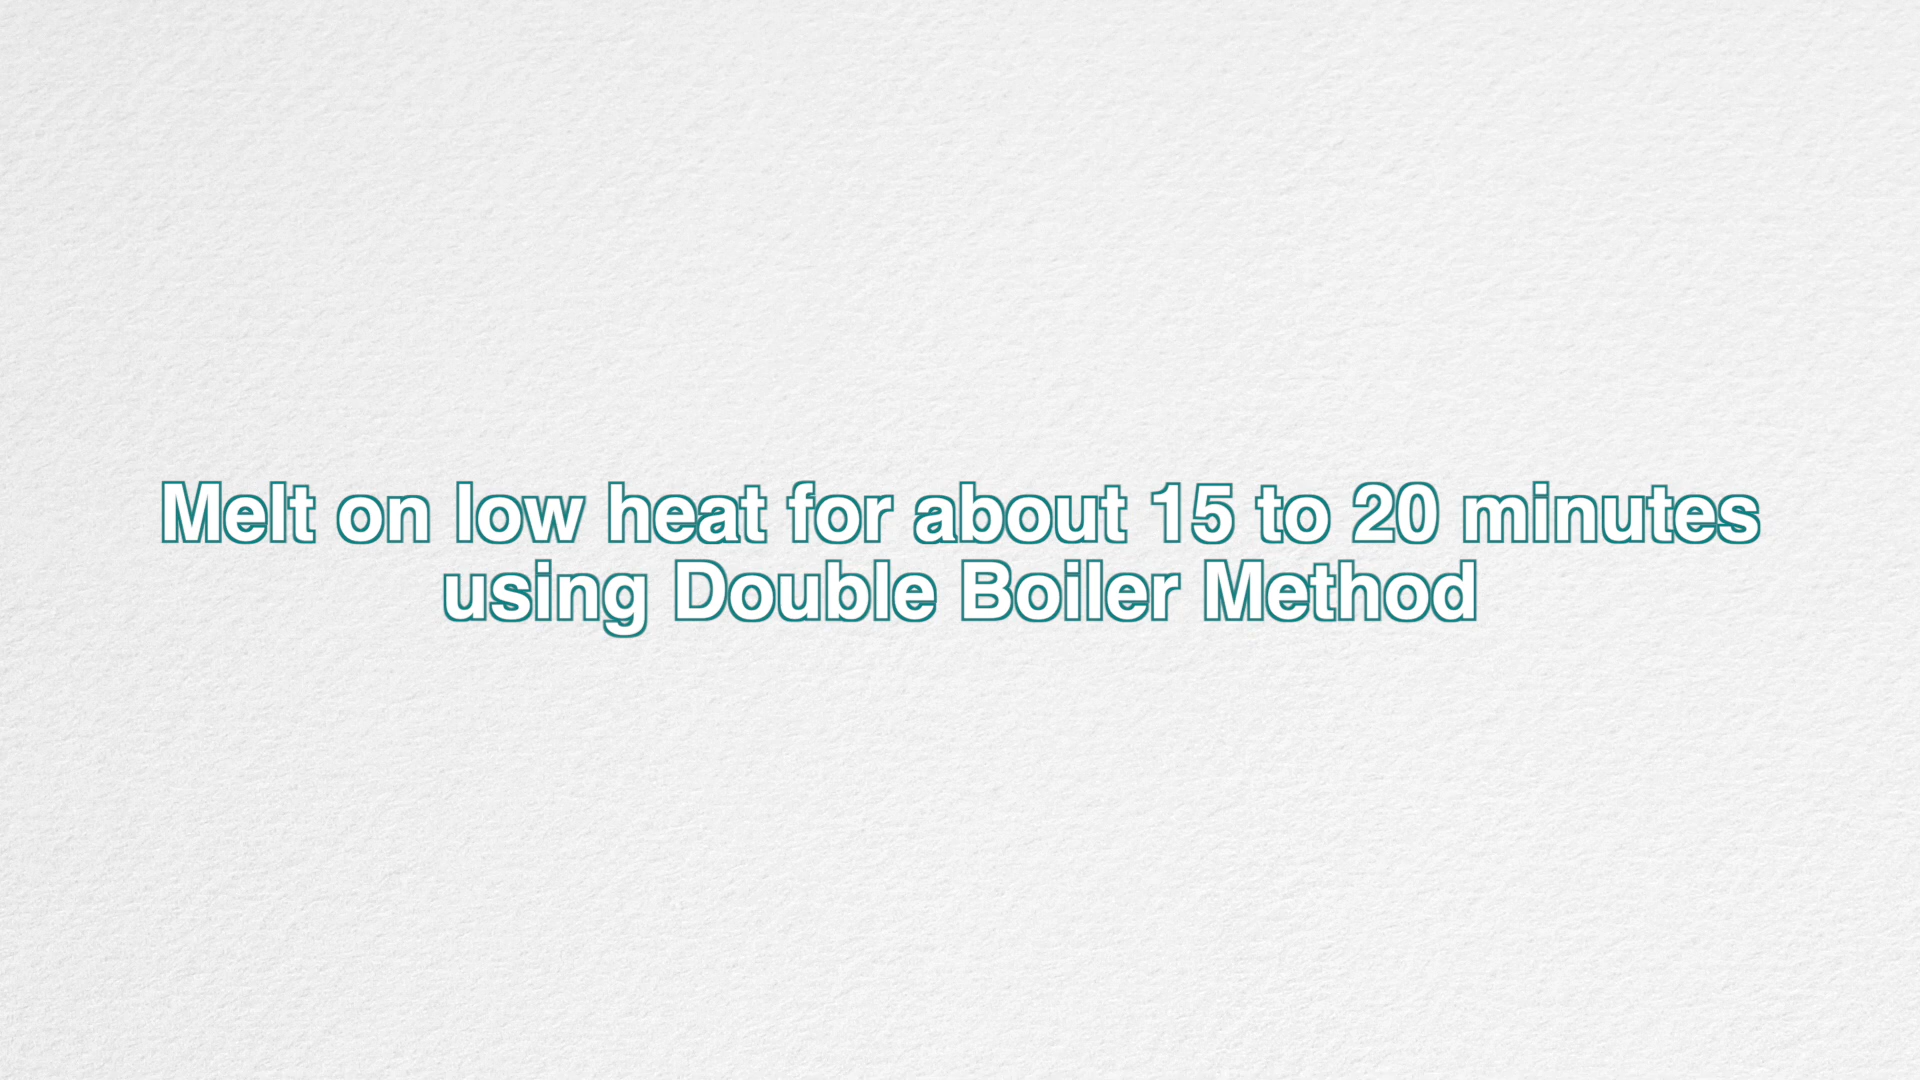 Melt on low heat for about 15 to 20 minutes
using Double Boiler Method